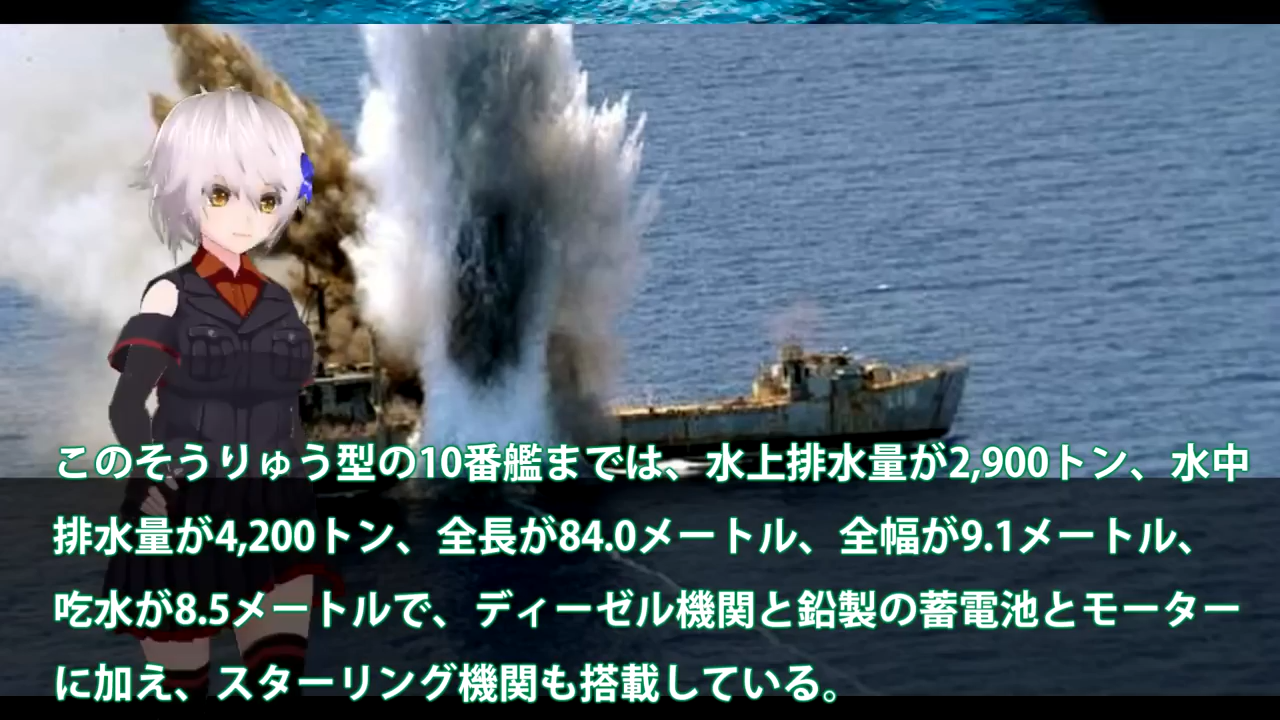 このそうりゅう型の10番艦までは、水上排水量が2,900トン、水中
排水量が4,200トン、全長が84.0メートル、全幅が9.1メートル、
吃水が8.5メートルで、ディーゼル機関と鉛製の蓄電池とモーター
に加え、スターリング機関も搭載している。